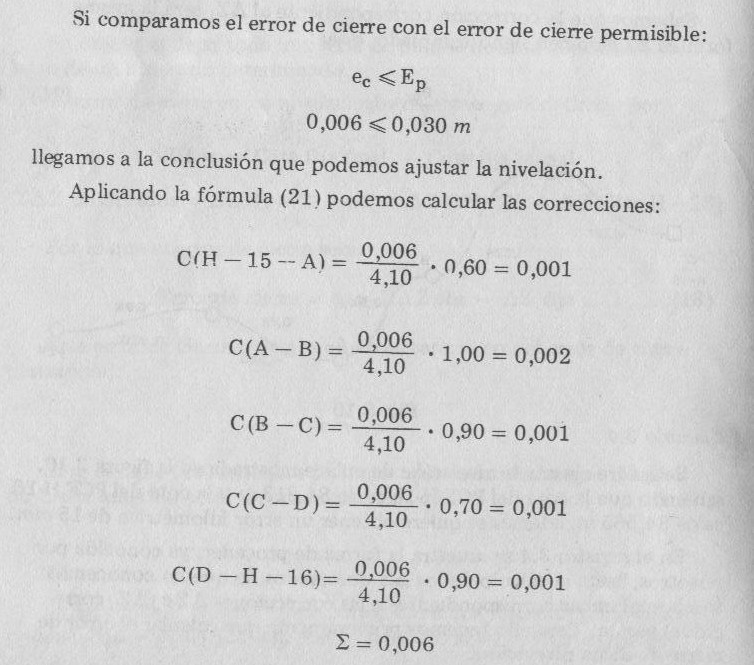 Si comparamos el error de cierre con el error de cierre permisible:
e_c ⩽ E_p
0,006 ⩽ 0,030 m
llegamos a la conclusión que podemos ajustar la nivelación.
Aplicando la fórmula (21) podemos calcular las correcciones:
C(H — 15 -- A) = 0,006/4,10 · 0,60 = 0,001
C(A — B) = 0,006/4,10 · 1,00 = 0,002
C(B — C) = 0,006/4,10 · 0,90 = 0,001
C(C — D) = 0,006/4,10 · 0,70 = 0,001
C(D — H — 16)= 0,006/4,10 · 0,90 = 0,001
Σ = 0,006